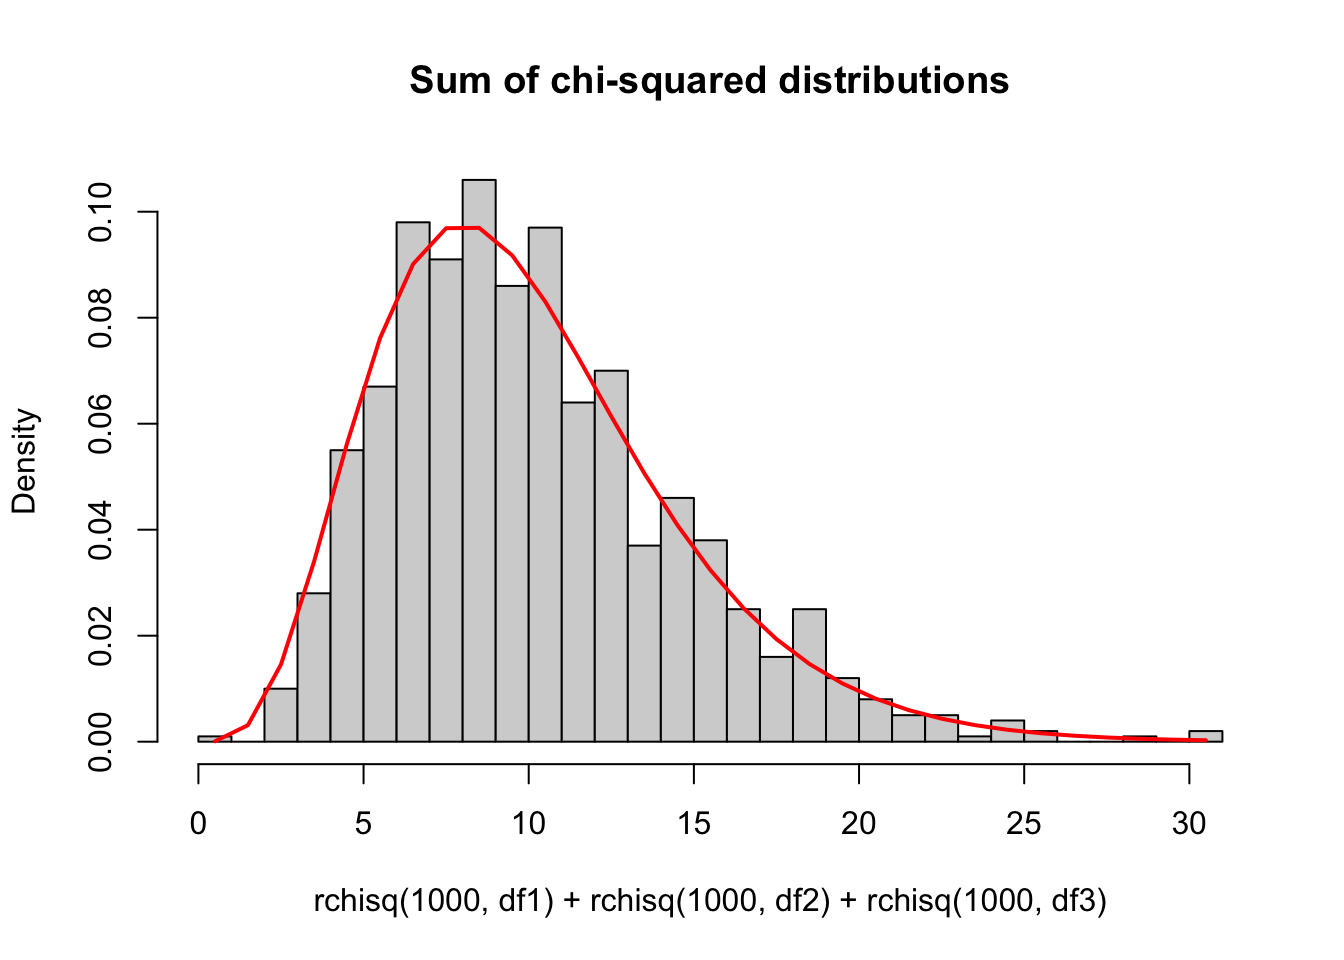 Sum of chi-squared distributions
Density
0.10
0.08
0.06
0.04
0.02
0.00
0 5 10 15 20 25 30
rchisq(1000, df1) + rchisq(1000, df2) + rchisq(1000, df3)